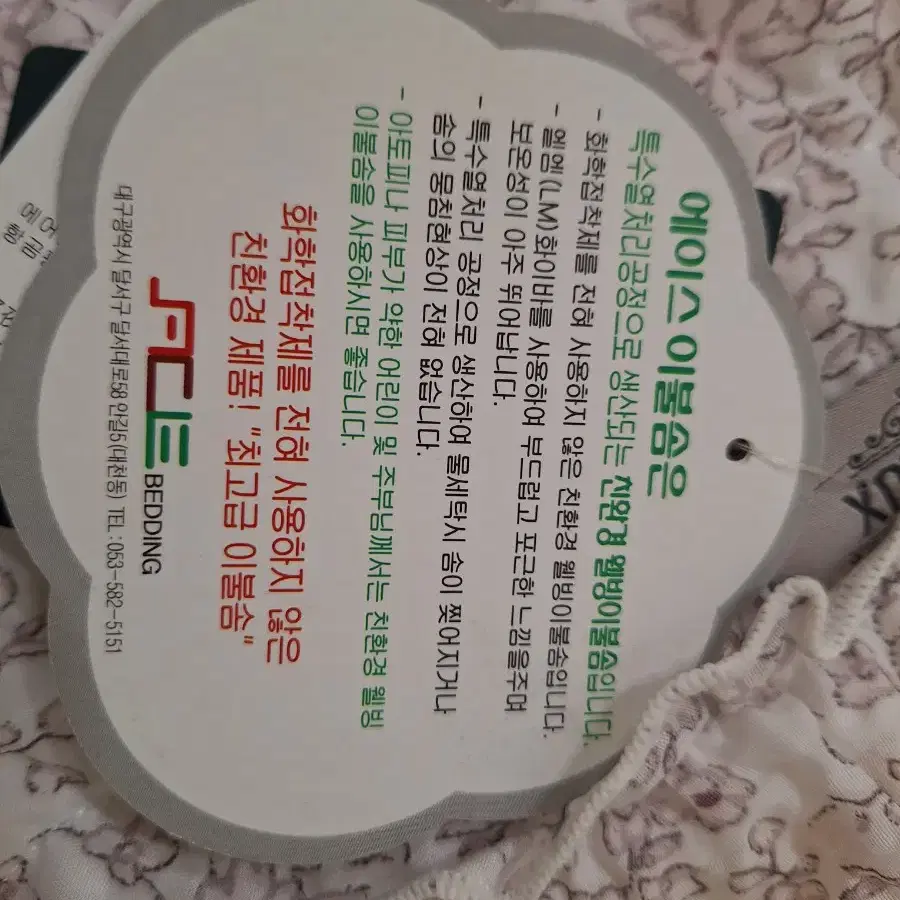 에이스 이불솜은
특수열처리공정으로 생산되는 친환경 웰빙이불솜입니다.
- 화학접착제를 전혀 사용하지 않은 친환경 웰빙이불솜입니다.
- 엘엠(LM)화이바를 사용하여 부드럽고 포근한 느낌을주며
보온성이 아주 뛰어납니다.
- 특수열처리 공정으로 생산하여 물세탁시 솜이 찢어지거나
솜의 뭉침현상이 전혀 없습니다.
- 아토피나 피부가 약한 어린이 및 주부님께서는 친환경 웰빙
이불솜을 사용하시면 좋습니다.
화학접착제를 전혀 사용하지 않은
친환경 제품! "최고급 이불솜"
ACE BEDDING
대구광역시 달서구 달서대로58안길5(대천동) TEL : 053-582-5151